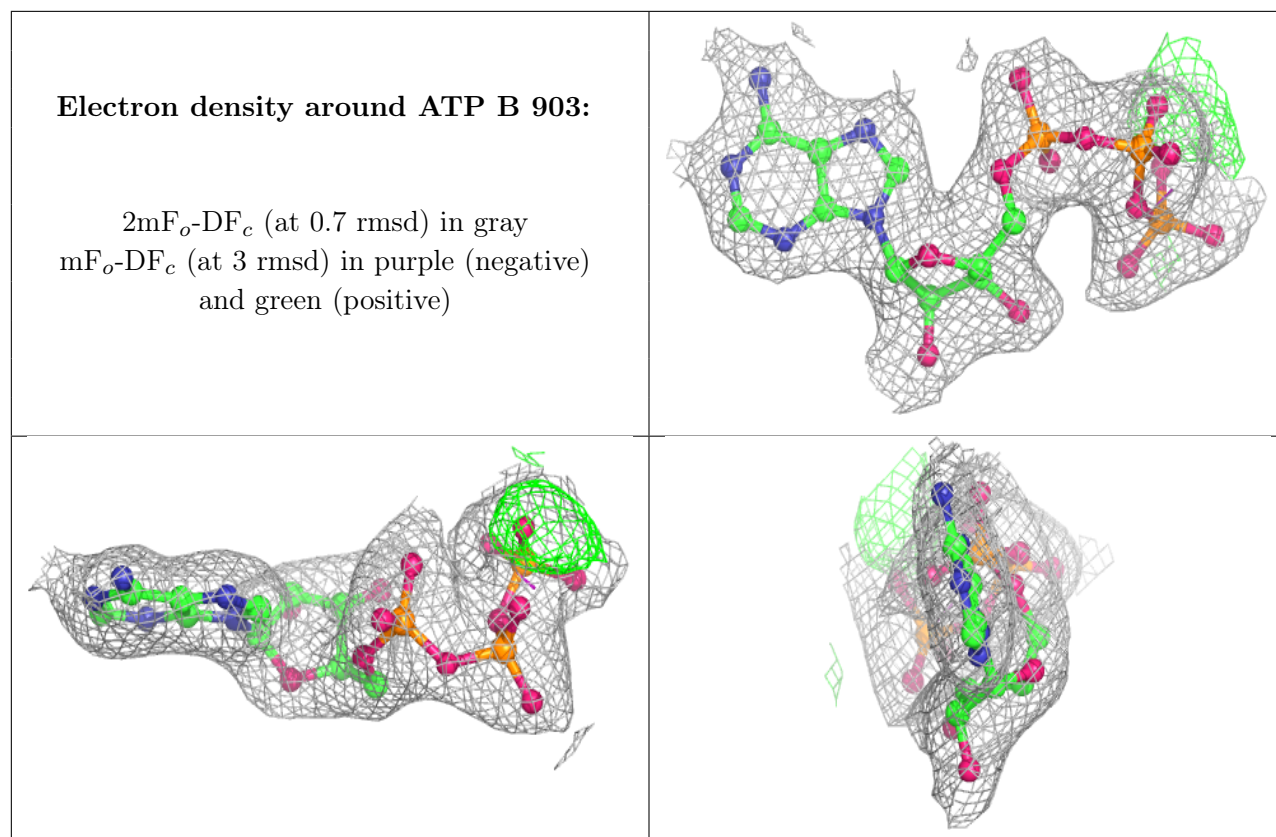 Electron density around ATP B 903:
2mFₒ-DF𝒸 (at 0.7 rmsd) in gray
mFₒ-DF𝒸 (at 3 rmsd) in purple (negative)
and green (positive)